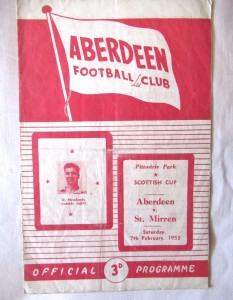 ABERDEEN
FOOTBALL CLUB
Pittodrie Park
SCOTTISH CUP
Aberdeen
v
St. Mirren
Saturday
7th February, 1953
OFFICIAL 3D PROGRAMME